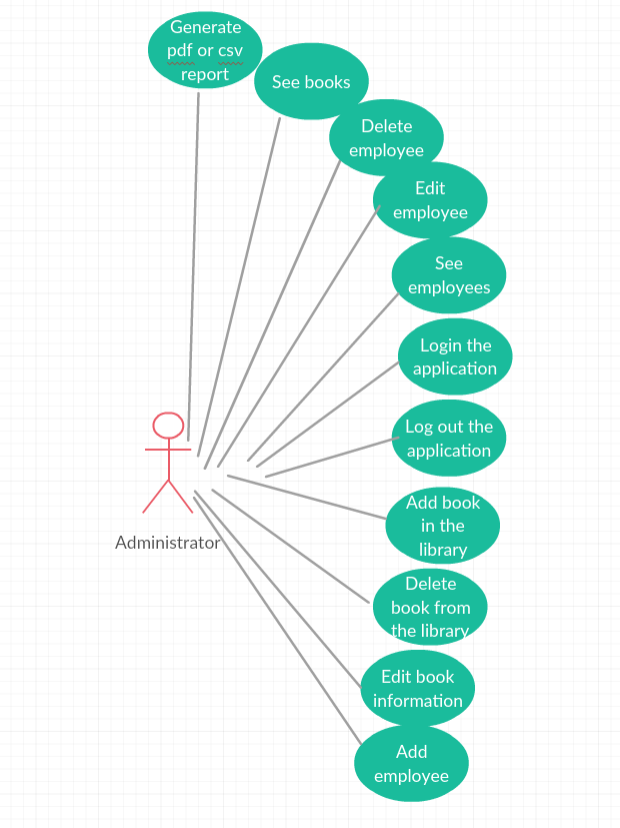 Generate
pdf or csv
report
See books
Delete
employee
Edit
employee
See
employees
Login the
application
Log out the
application
Add book
in the
library
Administrator
Delete
book from
the library
Edit book
information
Add
employee